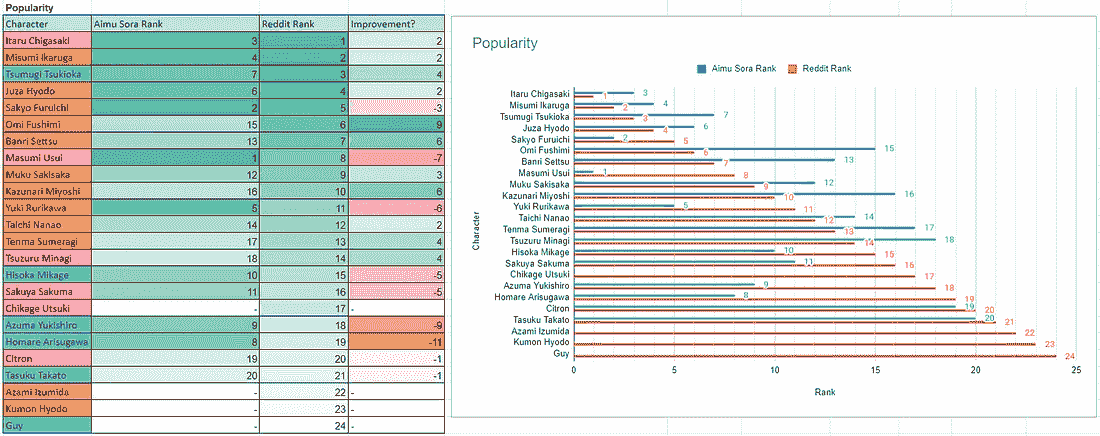 Popularity
Character Aimu Sora Rank Reddit Rank Improvement?
Itaru Chigasaki 3 1 2
Misumi Ikaruga 4 2 2
Tsumugi Tsukioka 7 3 4
Juza Hyodo 6 4 2
Sakyo Furuichi 2 5 -3
Omi Fushimi 15 6 9
Banri Settsu 13 7 6
Masumi Usui 1 8 -7
Muku Sakisaka 12 9 3
Kazunari Miyoshi 16 10 6
Yuki Rurikawa 5 11 -6
Taichi Nanao 14 12 2
Tenma Sumeragi 17 13 4
Tsuzuru Minagi 18 14 4
Hisoka Mikage 10 15 -5
Sakuya Sakuma 11 16 -5
Chikage Utsuki - 17 -
Azuma Yukishiro 9 18 -9
Homare Arisugawa 8 19 -11
Citron 19 20 -1
Tasuku Takato 20 21 -1
Azami Izumida - 22 -
Kumon Hyodo - 23 -
Guy - 24 -
Popularity
Aimu Sora Rank Reddit Rank
Character
Itaru Chigasaki 1 3
Misumi Ikaruga 2 4
Tsumugi Tsukioka 3 7
Juza Hyodo 4 6
Sakyo Furuichi 2 5
Omi Fushimi 6 15
Banri Settsu 7 13
Masumi Usui 1 8
Muku Sakisaka 9 12
Kazunari Miyoshi 10 16
Yuki Rurikawa 5 11
Taichi Nanao 12 14
Tenma Sumeragi 13 17
Tsuzuru Minagi 14 18
Hisoka Mikage 10 15
Sakuya Sakuma 11 16
Chikage Utsuki 17
Azuma Yukishiro 9 18
Homare Arisugawa 8 19
Citron 19 20
Tasuku Takato 20 21
Azami Izumida 22
Kumon Hyodo 23
Guy 24
0 5 10 15 20 25
Rank